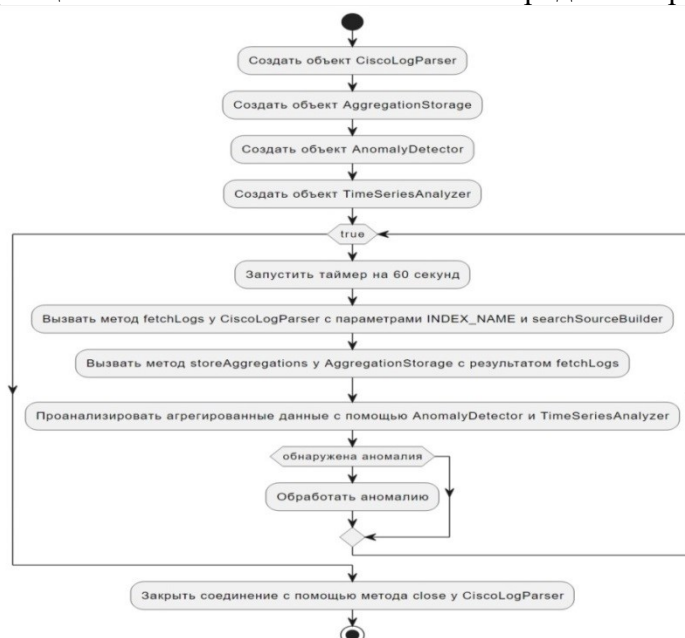 Создать объект CiscoLogParser
Создать объект AggregationStorage
Создать объект AnomalyDetector
Создать объект TimeSeriesAnalyzer
true
Запустить таймер на 60 секунд
Вызвать метод fetchLogs у CiscoLogParser с параметрами INDEX_NAME и searchSourceBuilder
Вызвать метод storeAggregations у AggregationStorage с результатом fetchLogs
Проанализировать агрегированные данные с помощью AnomalyDetector и TimeSeriesAnalyzer
обнаружена аномалия
Обработать аномалию
Закрыть соединение с помощью метода close у CiscoLogParser